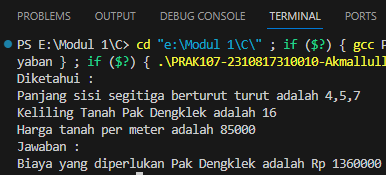 PROBLEMS OUTPUT DEBUG CONSOLE TERMINAL PORTS
PS E:\Modul 1\C> cd "e:\Modul 1\C\" ; if ($?) { gcc P
yaban } ; if ($?) { .\PRAK107-2310817310010-Akmallull
Diketahui :
Panjang sisi segitiga berturut turut adalah 4,5,7
Keliling Tanah Pak Dengklek adalah 16
Harga tanah per meter adalah 85000
Jawaban :
Biaya yang diperlukan Pak Dengklek adalah Rp 1360000